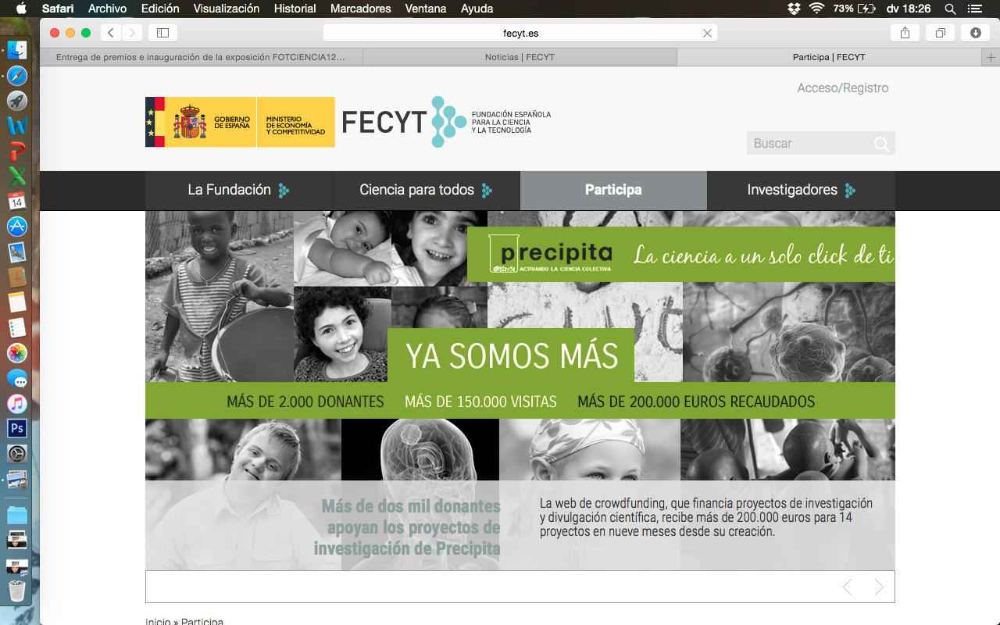 Safari Archivo Edición Visualización Historial Marcadores Ventana Ayuda 73% dv 18:26
fecyt.es
Entrega de premios e inauguración de la exposición FOTCIENCIA12... Noticias | FECYT Participa | FECYT
Acceso/Registro
GOBIERNO
DE ESPAÑA
MINISTERIO
DE ECONOMÍA
Y COMPETITIVIDAD
FECYT
FUNDACIÓN ESPAÑOLA
PARA LA CIENCIA
Y LA TECNOLOGÍA
Buscar
La Fundación Ciencia para todos Participa Investigadores
precipita
ACTIVANDO LA CIENCIA COLECTIVA
La ciencia a un solo click de ti
YA SOMOS MÁS
MÁS DE 2.000 DONANTES MÁS DE 150.000 VISITAS MÁS DE 200.000 EUROS RECAUDADOS
Más de dos mil donantes
apoyan los proyectos de
investigación de Precipita
La web de crowdfunding, que financia proyectos de investigación
y divulgación científica, recibe más de 200.000 euros para 14
proyectos en nueve meses desde su creación.
Inicio » Participa
14
Ps